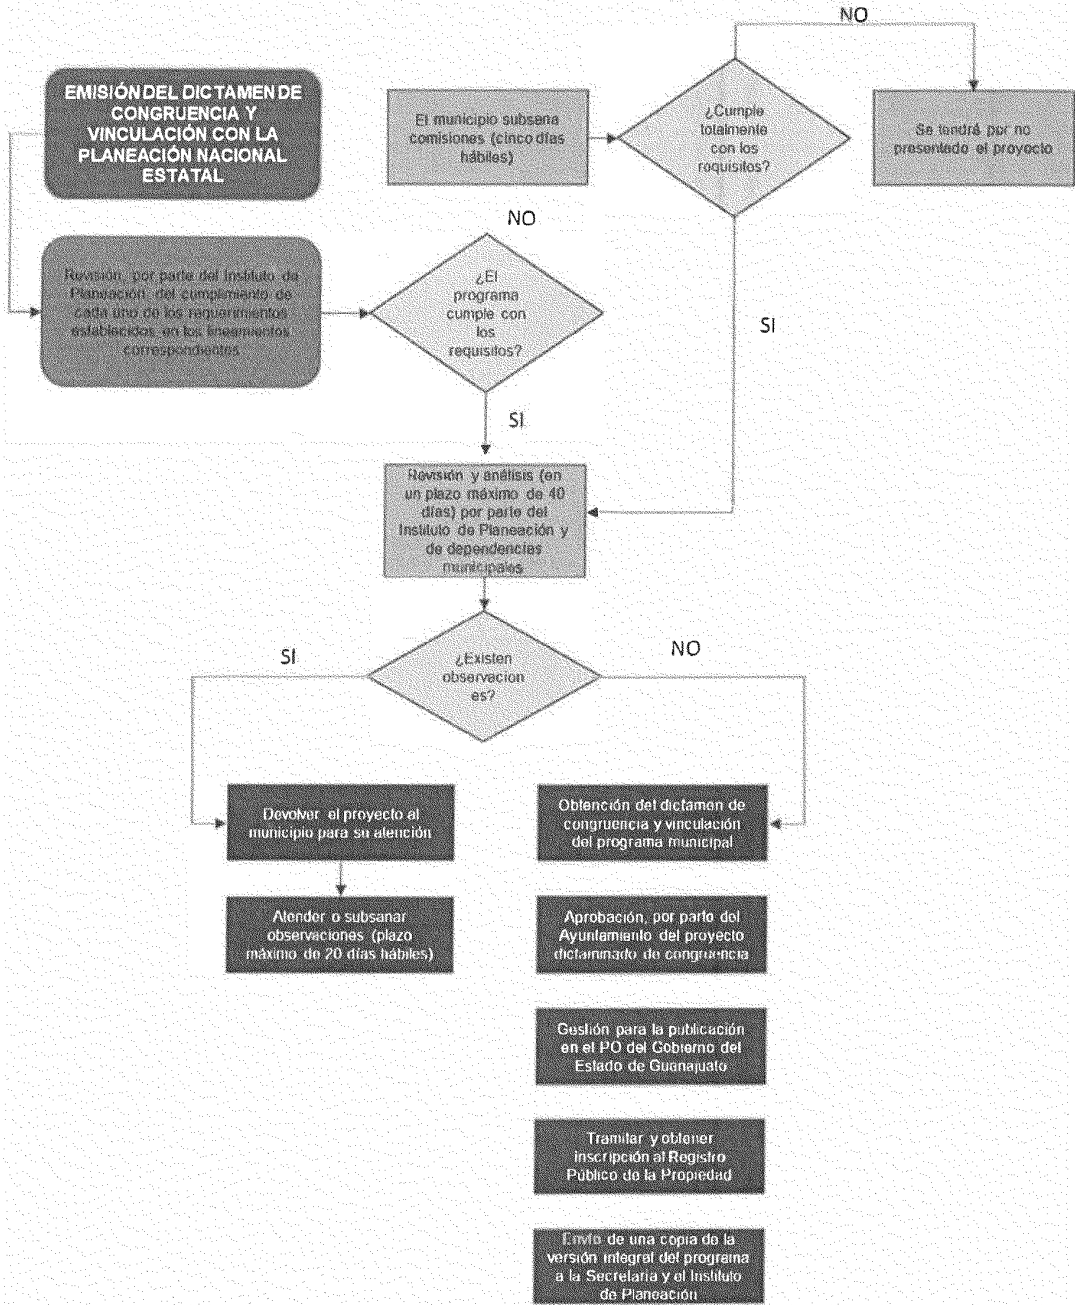 NO
EMISIÓN DEL DICTAMEN DE
CONGRUENCIA Y
VINCULACIÓN CON LA
PLANEACIÓN NACIONAL
ESTATAL
El municipio subsana
comisiones (cinco días
hábiles)
¿Cumple
totalmente
con los
requisitos?
Se tendrá por no
presentado el proyecto
NO
Revisión, por parte del Instituto de
Planeación, del cumplimiento de
cada uno de los requerimientos
establecidos en los lineamientos
correspondientes
¿El
programa
cumple con
los
requisitos?
SI
SI
Revisión y análisis (en
un plazo máximo de 40
días) por parte del
Instituto de Planeación y
de dependencias
municipales
SI
¿Existen
observacion
es?
NO
Devolver el proyecto al
municipio para su atención
Atender o subsanar
observaciones (plazo
máximo de 20 días hábiles)
Obtención del dictamen de
congruencia y vinculación
del programa municipal
Aprobación, por parte del
Ayuntamiento del proyecto
dictaminado de congruencia
Gestión para la publicación
en el PO del Gobierno del
Estado de Guanajuato
Tramitar y obtener
inscripción al Registro
Público de la Propiedad
Envío de una copia de la
versión integral del programa
a la Secretaria y el Instituto
de Planeación